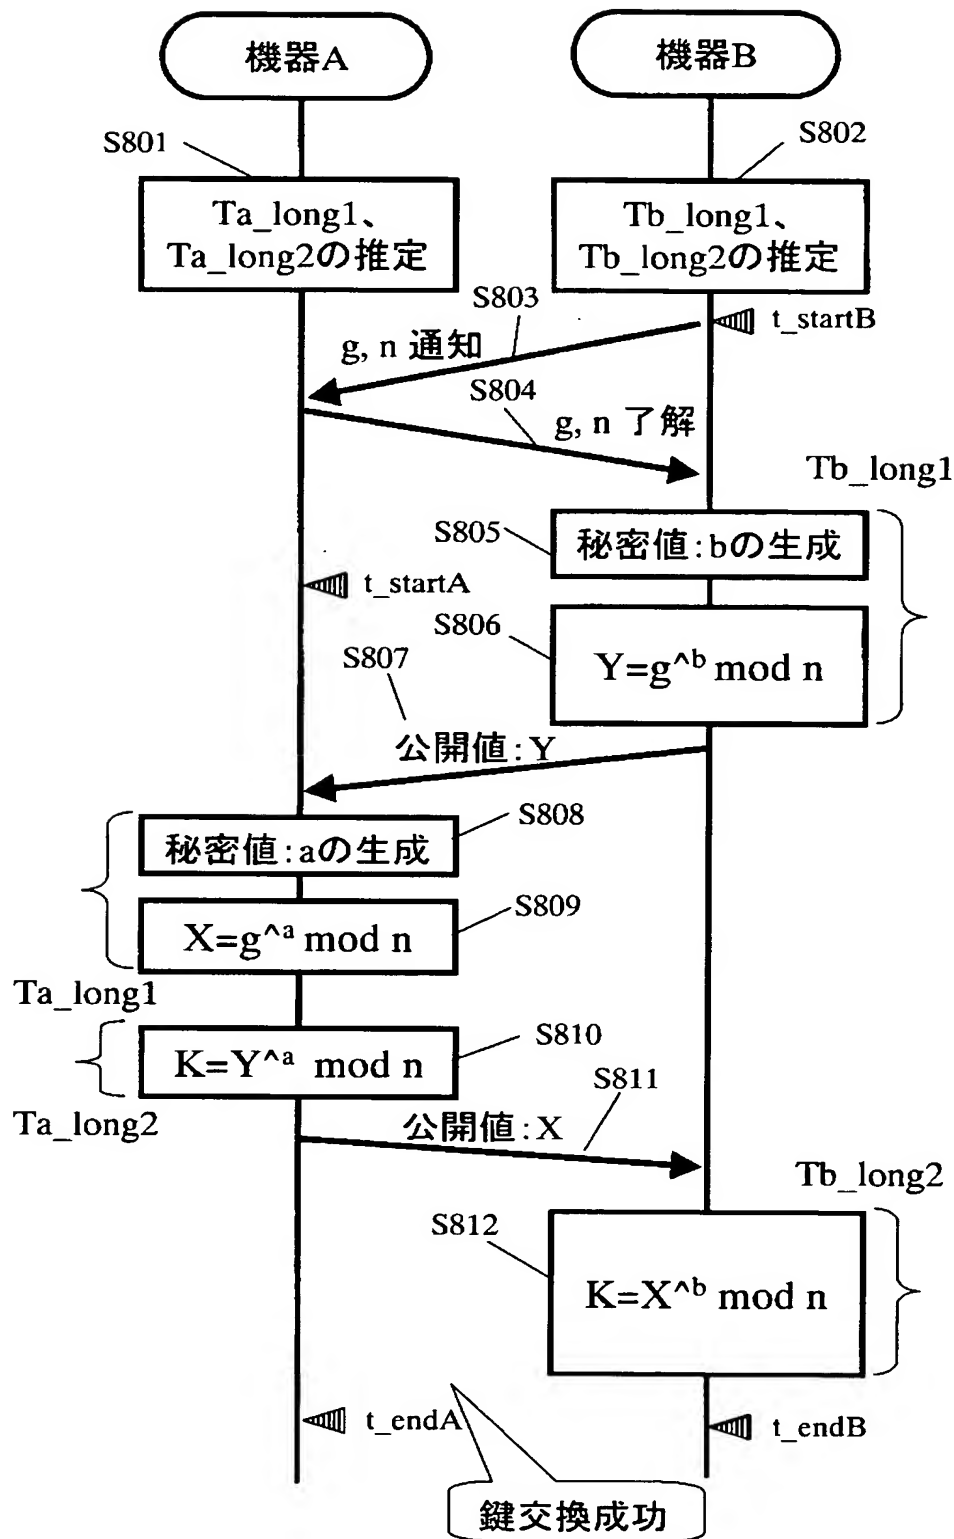 機器A
機器B
S801
S802
Ta_long1、
Ta_long2の推定
Tb_long1、
Tb_long2の推定
S803
t_startB
g, n 通知
S804
g, n 了解
Tb_long1
S805
秘密値:bの生成
t_startA
S806
Y=g^b mod n
S807
公開値:Y
S808
秘密値:aの生成
S809
X=g^a mod n
Ta_long1
S810
K=Y^a mod n
S811
Ta_long2
公開値:X
Tb_long2
S812
K=X^b mod n
t_endA
t_endB
鍵交換成功